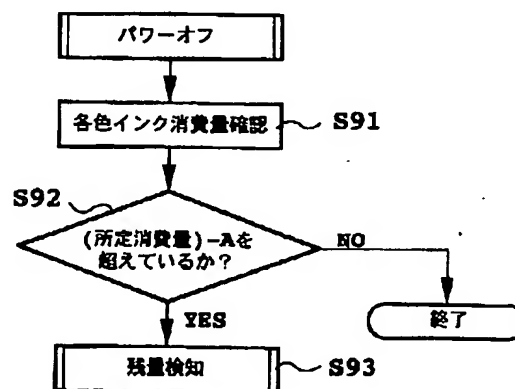 パワーオフ
各色インク消費量確認
S91
S92
(所定消費量)-Aを
超えているか？
NO
YES
終了
残量検知
S93